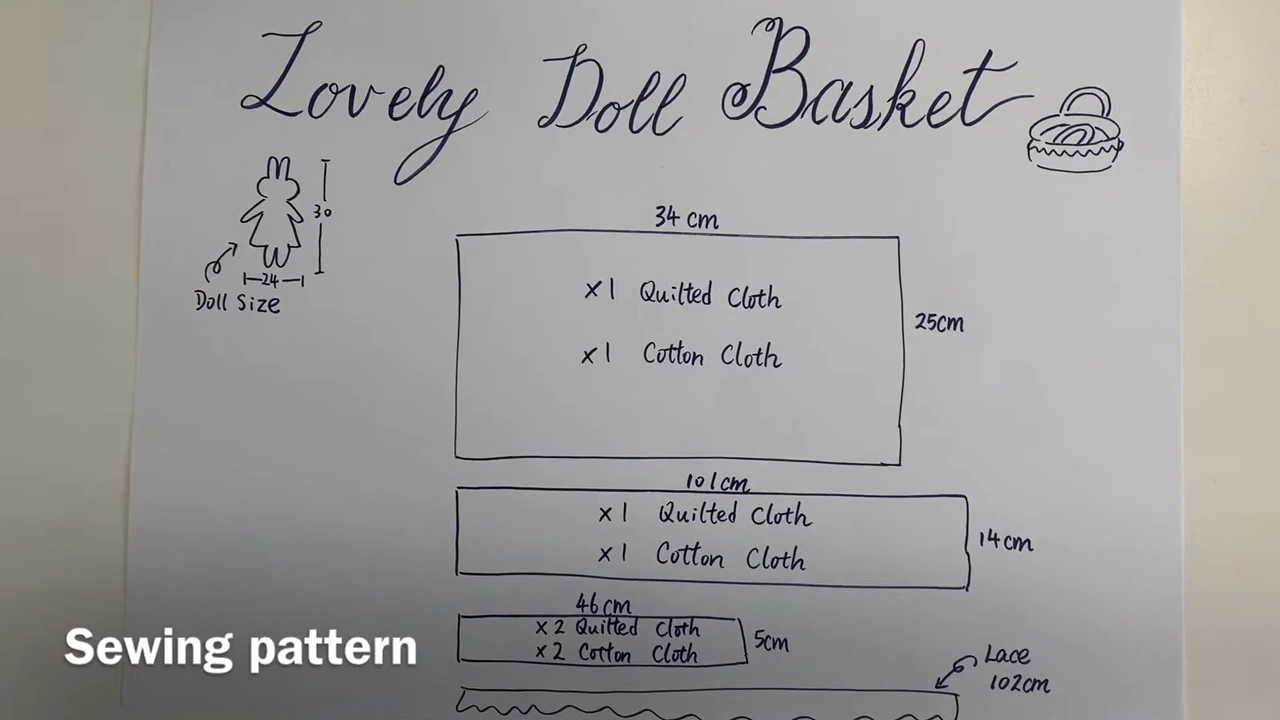 Lovely Doll Basket
30
24
Doll Size
34 cm
x1 Quilted Cloth
x1 Cotton Cloth
25cm
101cm
x1 Quilted Cloth
x1 Cotton Cloth
14cm
46cm
x2 Quilted Cloth
x2 Cotton Cloth
5cm
Lace
102cm
Sewing pattern